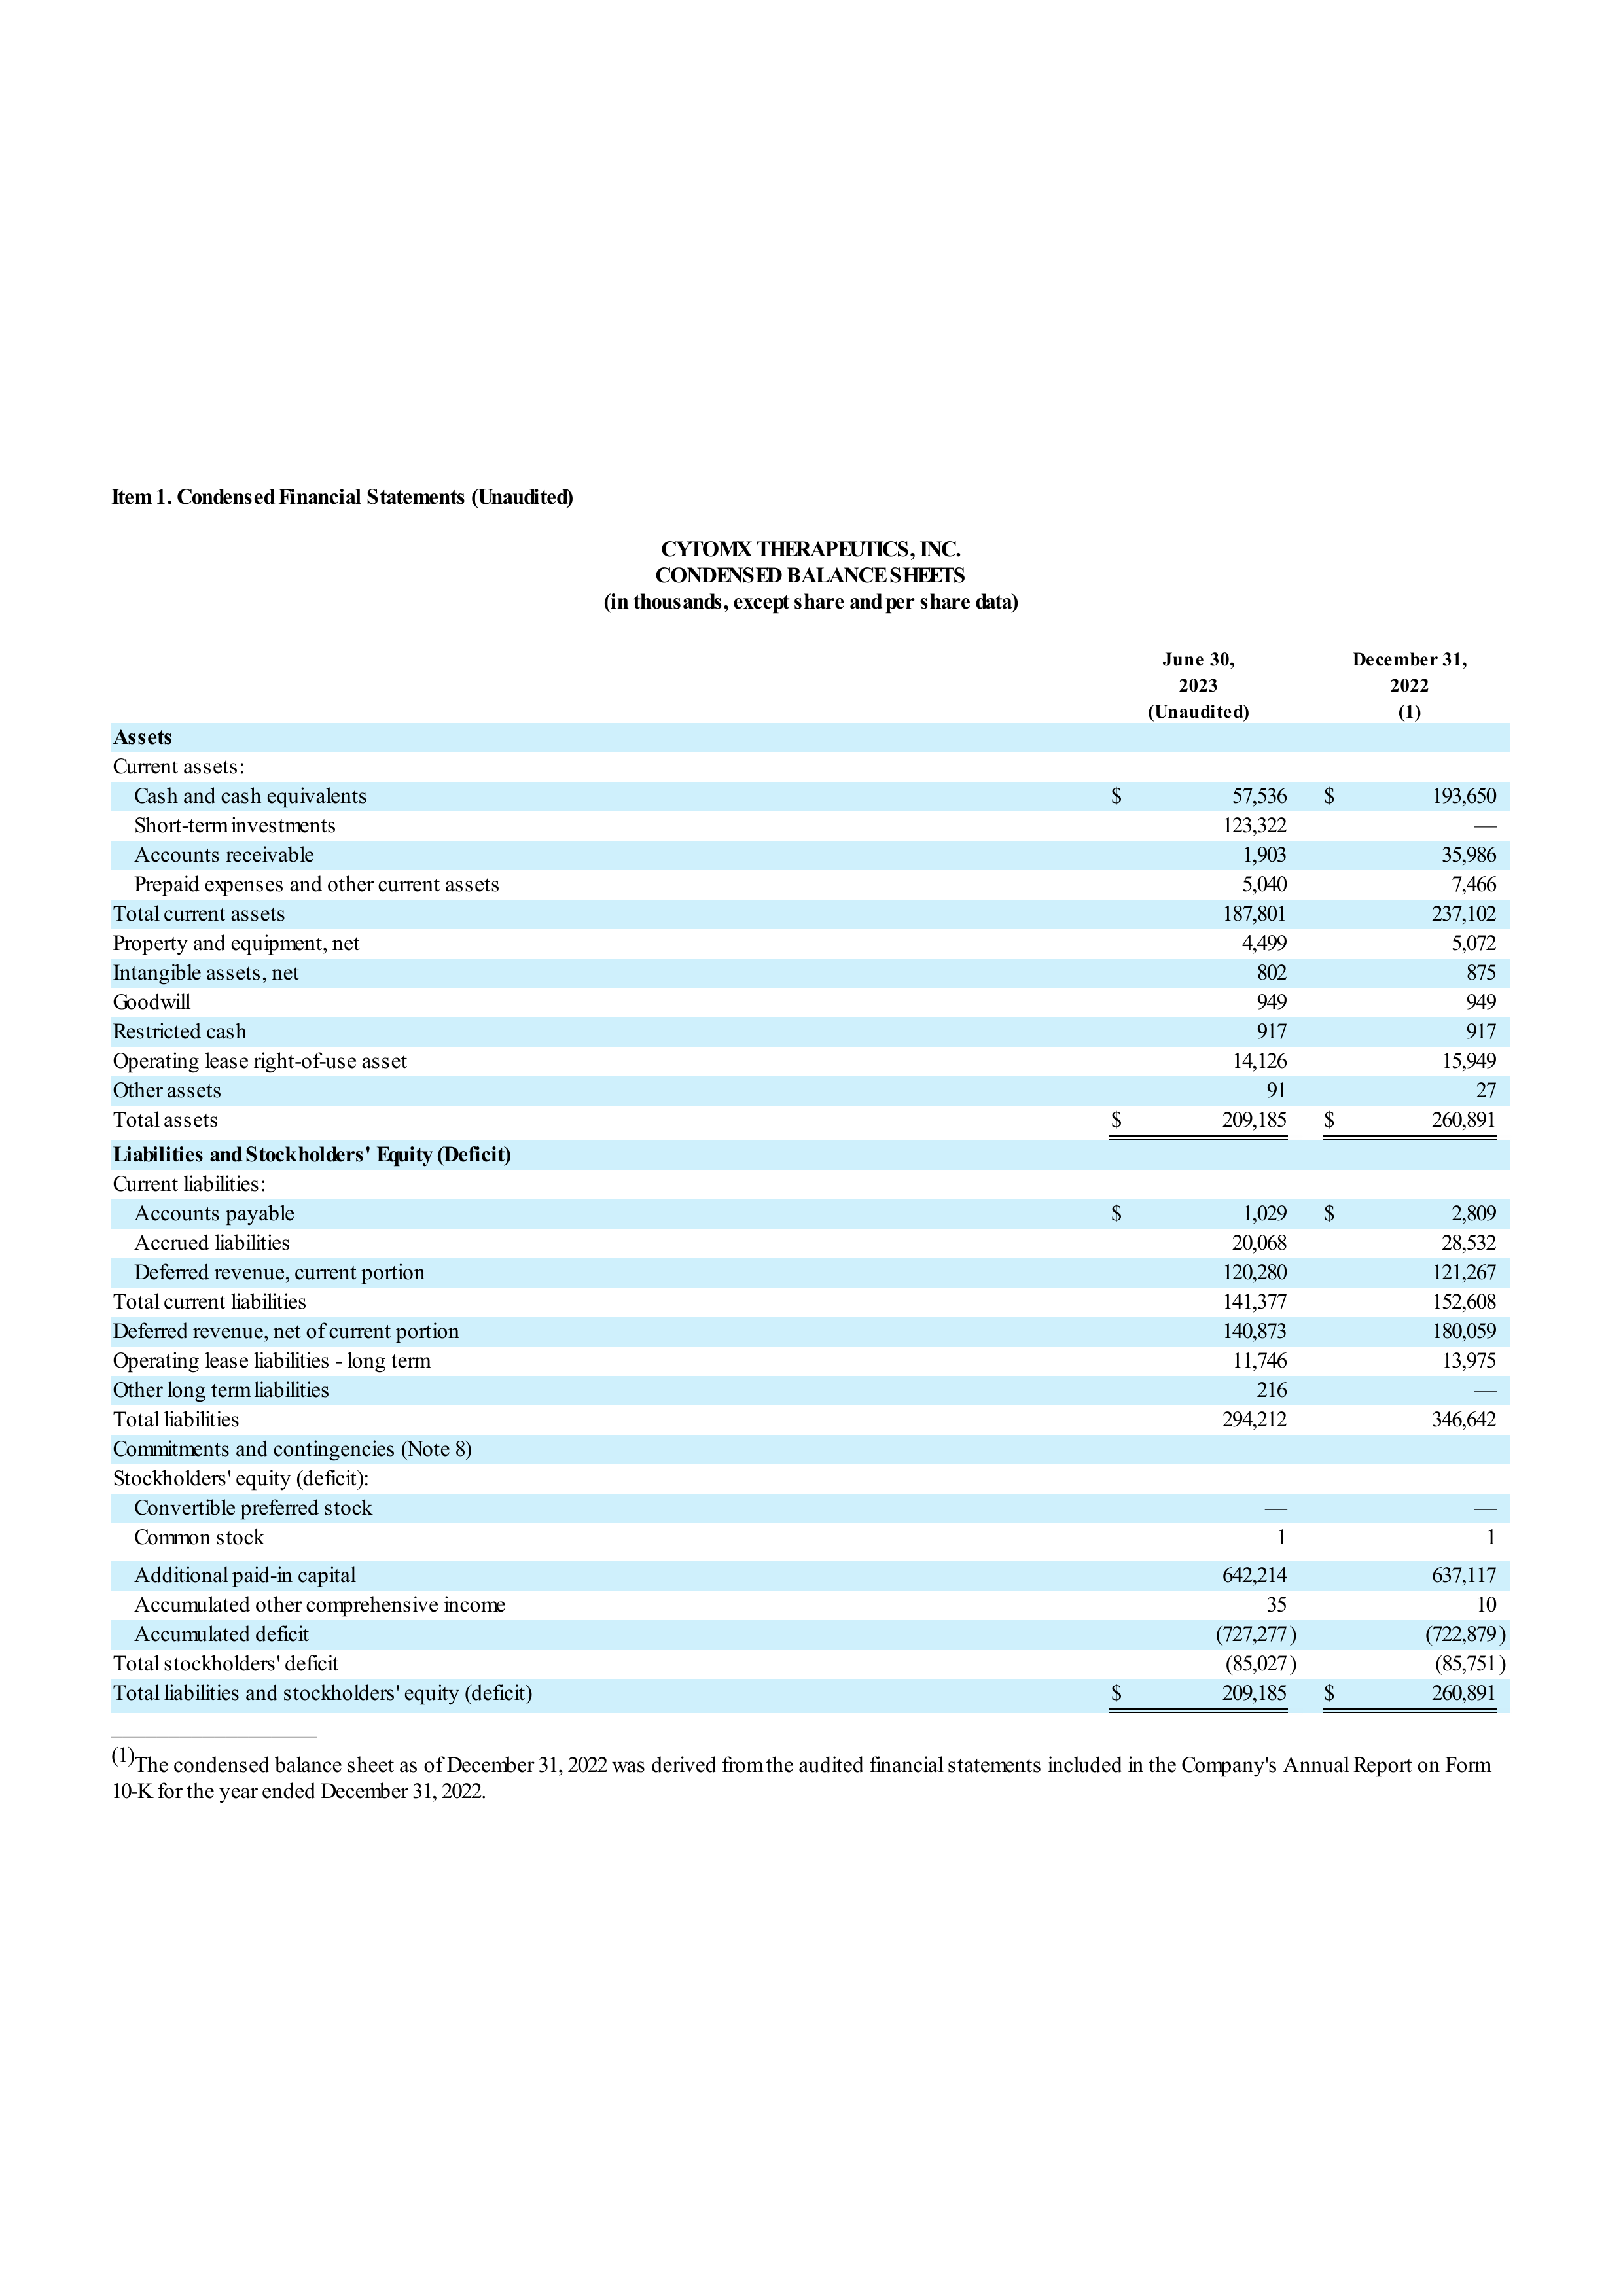 Item 1. Condensed Financial Statements (Unaudited)
CYTOMX THERAPEUTICS, INC.
CONDENSED BALANCE SHEETS
(in thousands, except share and per share data)
June 30, December 31,
2023 2022
(Unaudited) (1)
Assets
Current assets:
Cash and cash equivalents $ 57,536 $ 193,650
Short-term investments 123,322 —
Accounts receivable 1,903 35,986
Prepaid expenses and other current assets 5,040 7,466
Total current assets 187,801 237,102
Property and equipment, net 4,499 5,072
Intangible assets, net 802 875
Goodwill 949 949
Restricted cash 917 917
Operating lease right-of-use asset 14,126 15,949
Other assets 91 27
Total assets $ 209,185 $ 260,891
Liabilities and Stockholders' Equity (Deficit)
Current liabilities:
Accounts payable $ 1,029 $ 2,809
Accrued liabilities 20,068 28,532
Deferred revenue, current portion 120,280 121,267
Total current liabilities 141,377 152,608
Deferred revenue, net of current portion 140,873 180,059
Operating lease liabilities - long term 11,746 13,975
Other long term liabilities 216 —
Total liabilities 294,212 346,642
Commitments and contingencies (Note 8)
Stockholders' equity (deficit):
Convertible preferred stock — —
Common stock 1 1
Additional paid-in capital 642,214 637,117
Accumulated other comprehensive income 35 10
Accumulated deficit (727,277) (722,879)
Total stockholders' deficit (85,027) (85,751)
Total liabilities and stockholders' equity (deficit) $ 209,185 $ 260,891
(1)The condensed balance sheet as of December 31, 2022 was derived from the audited financial statements included in the Company's Annual Report on Form
10-K for the year ended December 31, 2022.